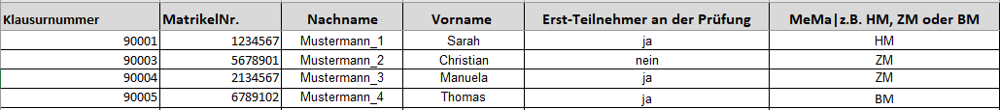 Klausurnummer MatrikelNr. Nachname Vorname Erst-Teilnehmer an der Prüfung MeMa|z.B. HM, ZM oder BM
90001 1234567 Mustermann_1 Sarah ja HM
90003 5678901 Mustermann_2 Christian nein ZM
90004 2134567 Mustermann_3 Manuela ja ZM
90005 6789102 Mustermann_4 Thomas ja BM